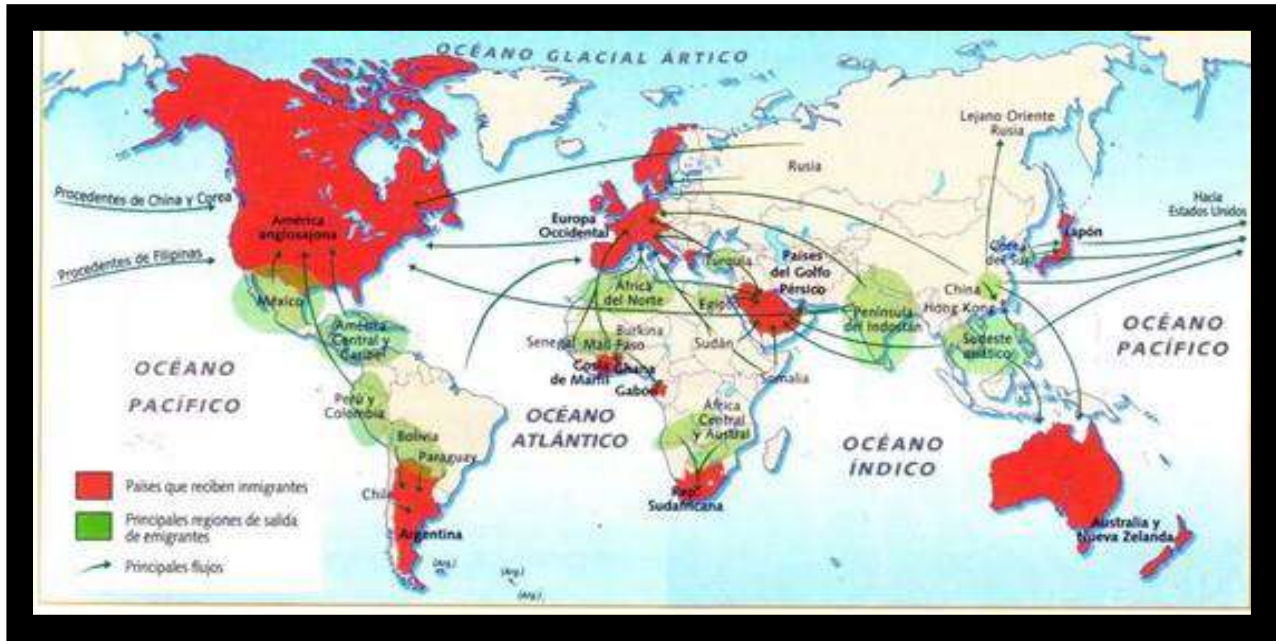 OCÉANO GLACIAL ÁRTICO
Lejano Oriente
Rusia
Rusia
Procedentes de China y Corea
Hacia
Estados Unidos
América
anglosajona
Europa
Occidental
Japón
Corea
del Sur
Procedentes de Filipinas
Turquía
Países
del Golfo
Pérsico
México
África
del Norte
Egipto
China
Hong Kong
Península
del Indostán
América
Central y
Caribe
Senegal
Malí
Burkina
Faso
Sudán
Sudeste
asiático
OCÉANO
PACÍFICO
Costa
de Marfil
Ghana
Gabón
Somalia
OCÉANO
PACÍFICO
Perú y
Colombia
OCÉANO
ATLÁNTICO
África
Central
y Austral
Bolivia
Paraguay
OCÉANO
ÍNDICO
Países que reciben inmigrantes
Chile
Rep.
Sudafricana
Principales regiones de salida
de emigrantes
Argentina
Australia y
Nueva Zelanda
Principales flujos
(Arg.)
(Arg.)
(Arg.)